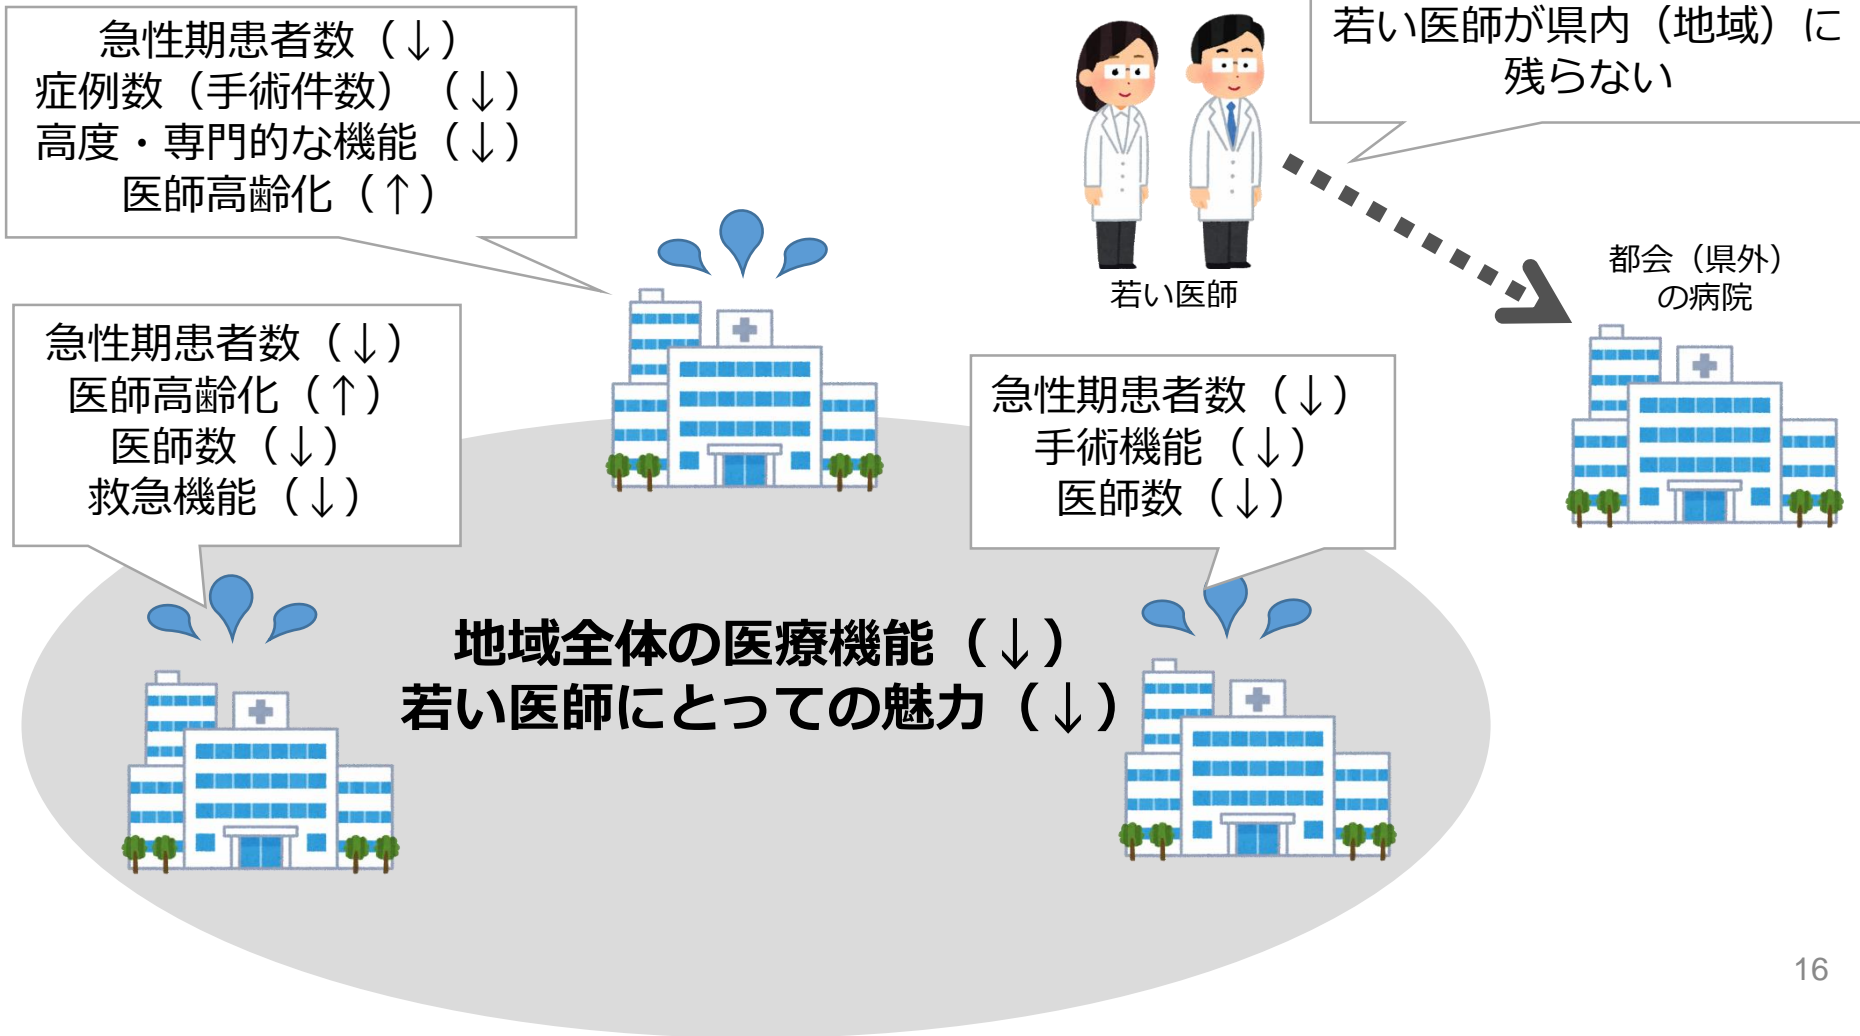 急性期患者数（↓）
症例数（手術件数）（↓）
高度・専門的な機能（↓）
医師高齢化（↑）
若い医師が県内（地域）に
残らない
若い医師
都会（県外）
の病院
急性期患者数（↓）
医師高齢化（↑）
医師数（↓）
救急機能（↓）
急性期患者数（↓）
手術機能（↓）
医師数（↓）
地域全体の医療機能（↓）
若い医師にとっての魅力（↓）
16